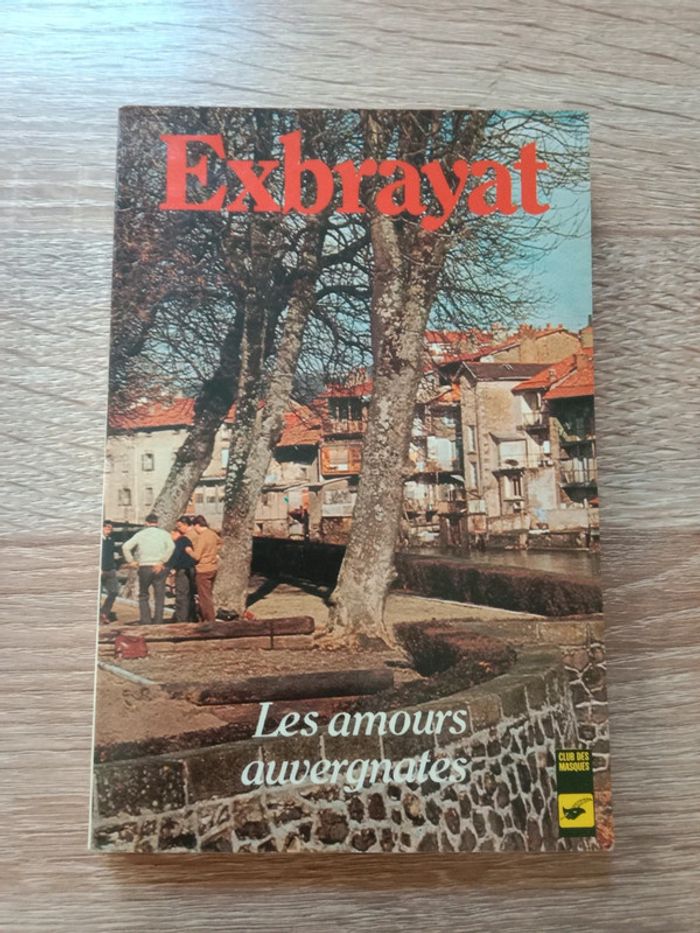 Exbrayat
Les amours
auvergnates
CLUB DES
MASQUES